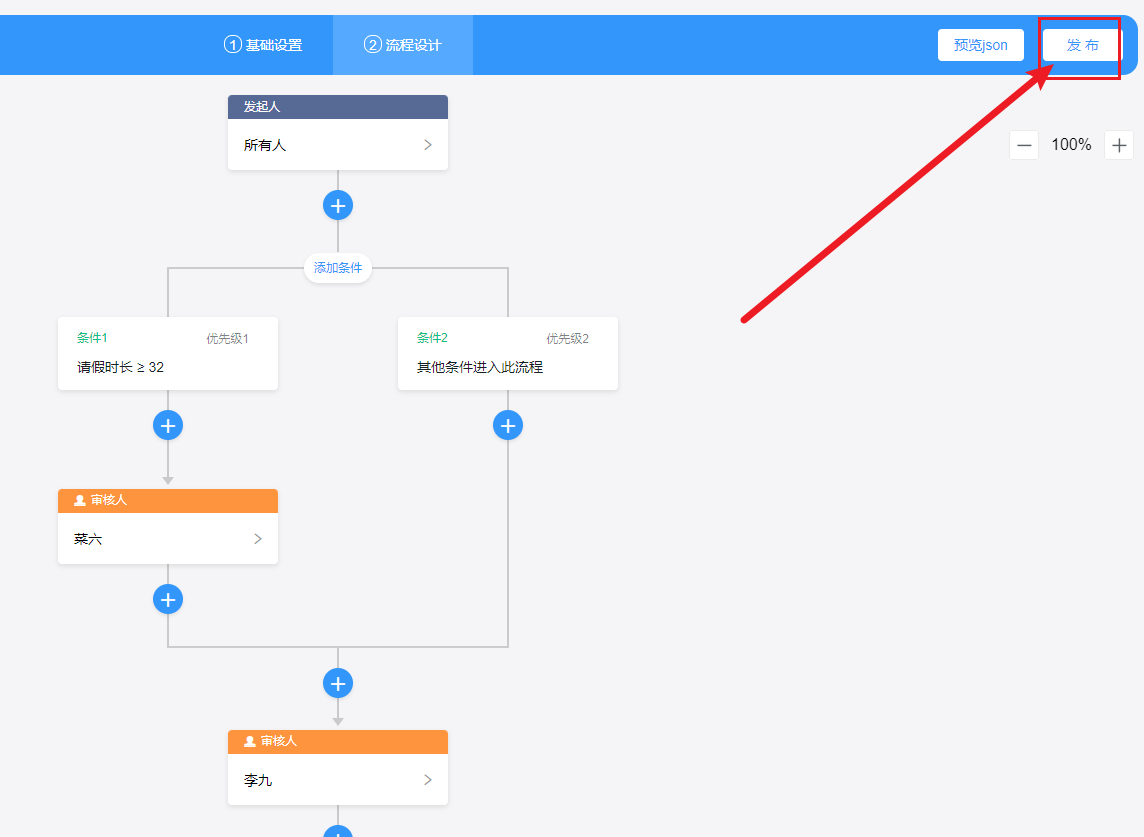 ① 基础设置
② 流程设计
预览json
发 布
发起人
所有人
100%
添加条件
条件1
优先级1
请假时长 ≥ 32
条件2
优先级2
其他条件进入此流程
审核人
菜六
审核人
李九